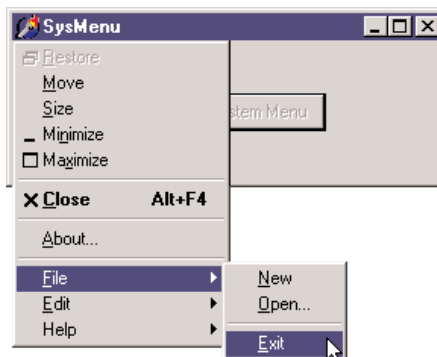 SysMenu
Restore
Move
Size
stem Menu
Minimize
Maximize
Close Alt+F4
About...
File
New
Edit
Open...
Help
Exit